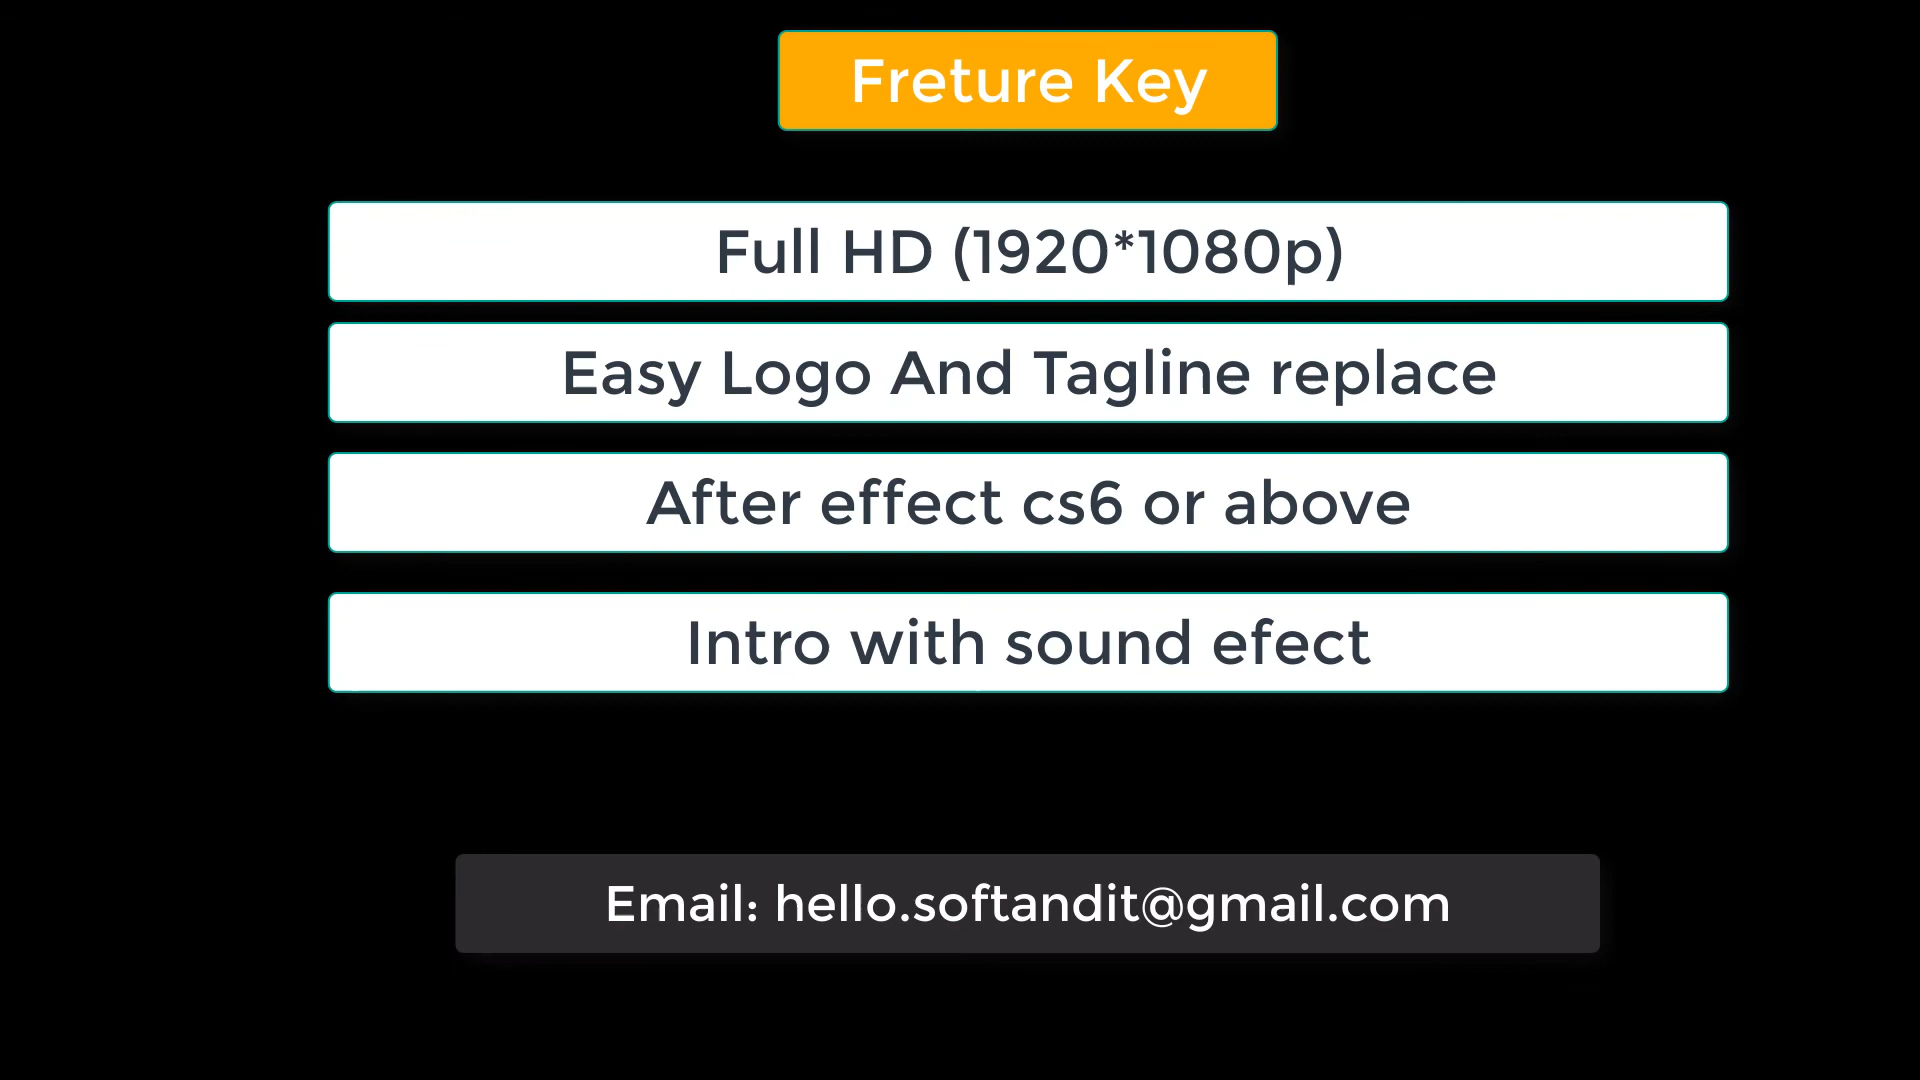 Freture Key
Full HD (1920*1080p)
Easy Logo And Tagline replace
After effect cs6 or above
Intro with sound efect
Email: hello.softandit@gmail.com